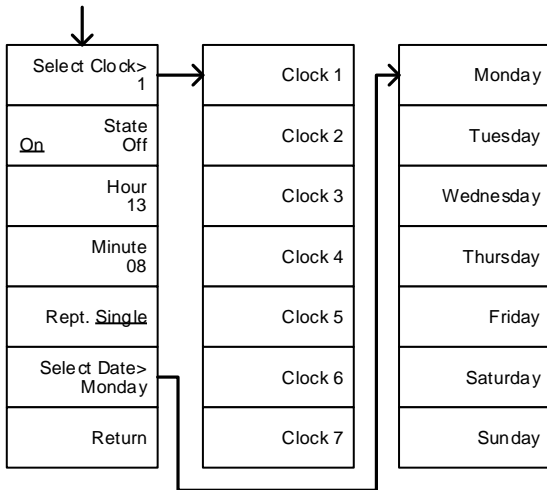 Select Clock>
1
State
On Off
Hour
13
Minute
08
Rept. Single
Select Date>
Monday
Return
Clock 1
Clock 2
Clock 3
Clock 4
Clock 5
Clock 6
Clock 7
Monday
Tuesday
Wednesday
Thursday
Friday
Saturday
Sunday